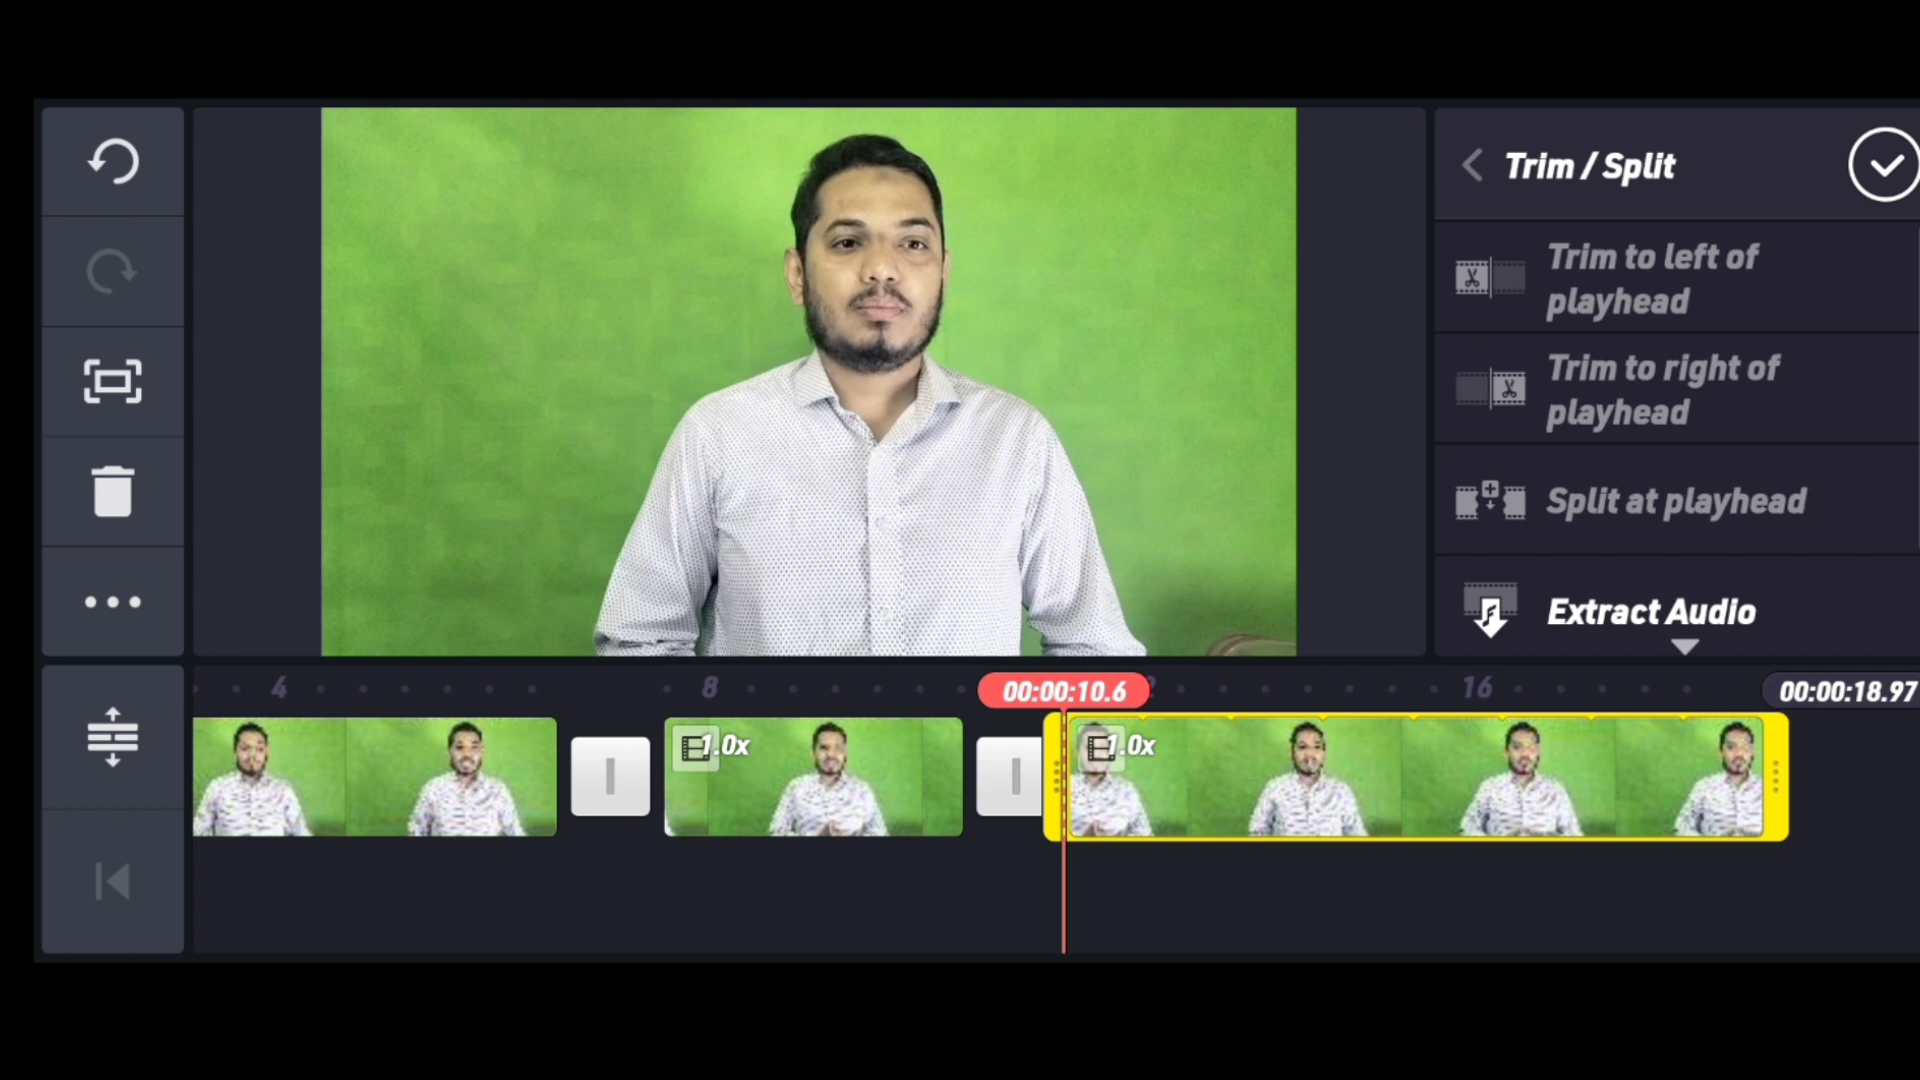 Trim / Split
Trim to left of
playhead
Trim to right of
playhead
Split at playhead
Extract Audio
4
8
00:00:10.6
16
00:00:18.97
1.0x
1.0x